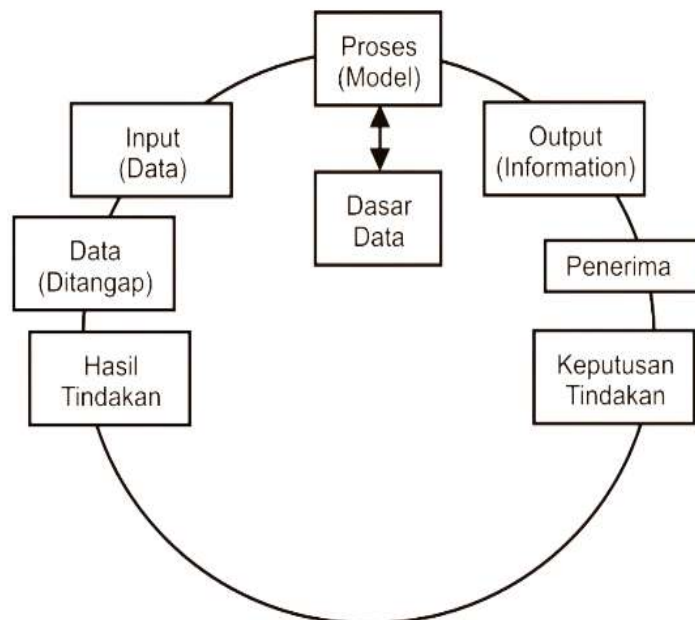 Proses
(Model)
Input
(Data)
Output
(Information)
Dasar
Data
Data
(Ditangap)
Penerima
Hasil
Tindakan
Keputusan
Tindakan